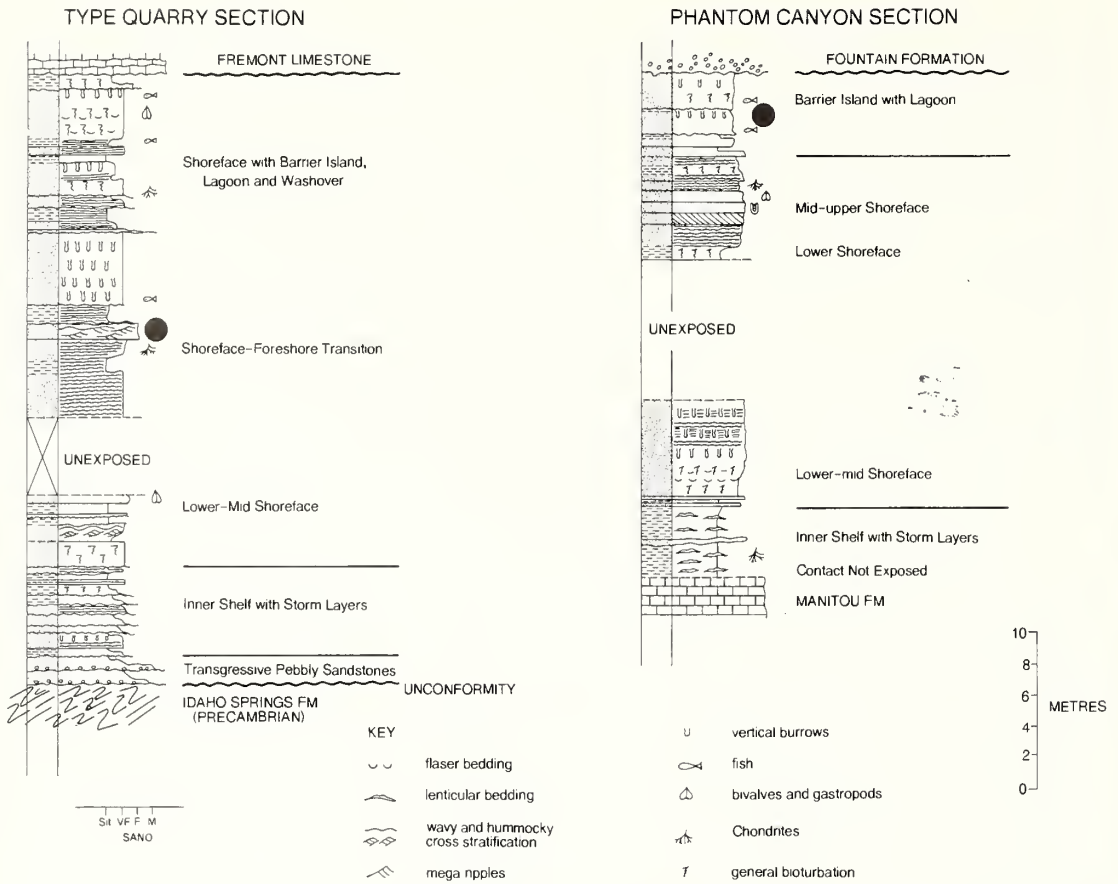 TYPE QUARRY SECTION
FREMONT LIMESTONE
Shoreface with Barrier Island,
Lagoon and Washover
Shoreface-Foreshore Transition
UNEXPOSED
Lower-Mid Shoreface
Inner Shelf with Storm Layers
Transgressive Pebbly Sandstones
UNCONFORMITY
IDAHO SPRINGS FM
(PRECAMBRIAN)
Slt VF F M
SAND
PHANTOM CANYON SECTION
FOUNTAIN FORMATION
Barrier Island with Lagoon
Mid-upper Shoreface
Lower Shoreface
UNEXPOSED
Lower-mid Shoreface
Inner Shelf with Storm Layers
Contact Not Exposed
MANITOU FM
10
8
6
4
2
0
METRES
KEY
flaser bedding
lenticular bedding
wavy and hummocky
cross stratification
mega ripples
vertical burrows
fish
bivalves and gastropods
Chondrites
general bioturbation